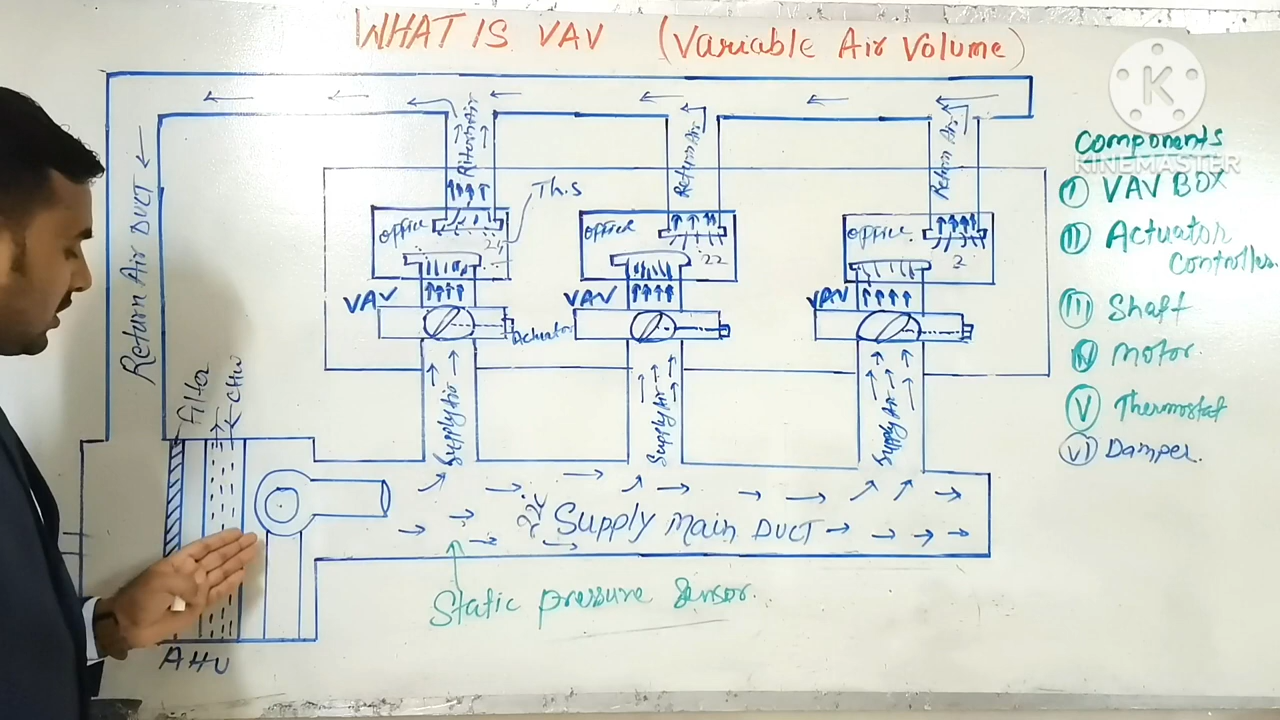 WHAT IS VAV (Variable Air Volume)
K
KINEMASTER
Components
I VAV BOX
II Actuator
Controller.
III Shaft
IV Motor.
V Thermostat
VI Damper.
Return Air
Return Air
Return Air DUCT
Th.S
office
24
office
22
office
2
VAV
VAV
VAV
Actuator
Filter
CHW
Supply Air
Supply Air
Supply Air
22
Supply main DUCT
Static pressure Sensor.
AHU